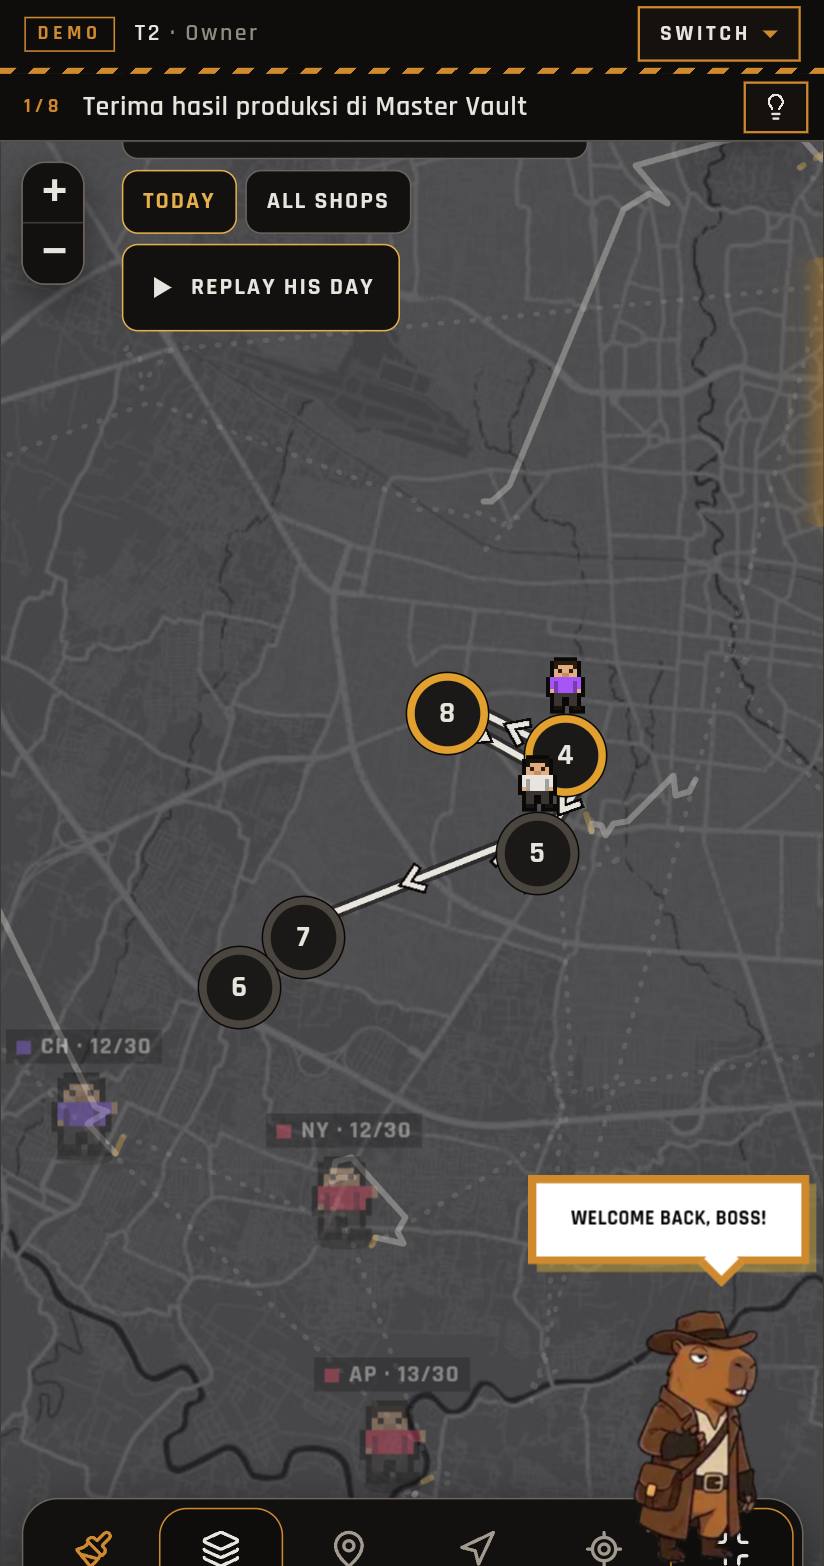 DEMO T2 · Owner SWITCH
1/8 Terima hasil produksi di Master Vault
TODAY ALL SHOPS
REPLAY HIS DAY
8
4
5
7
6
CH · 12/30
NY · 12/30
WELCOME BACK, BOSS!
AP · 13/30